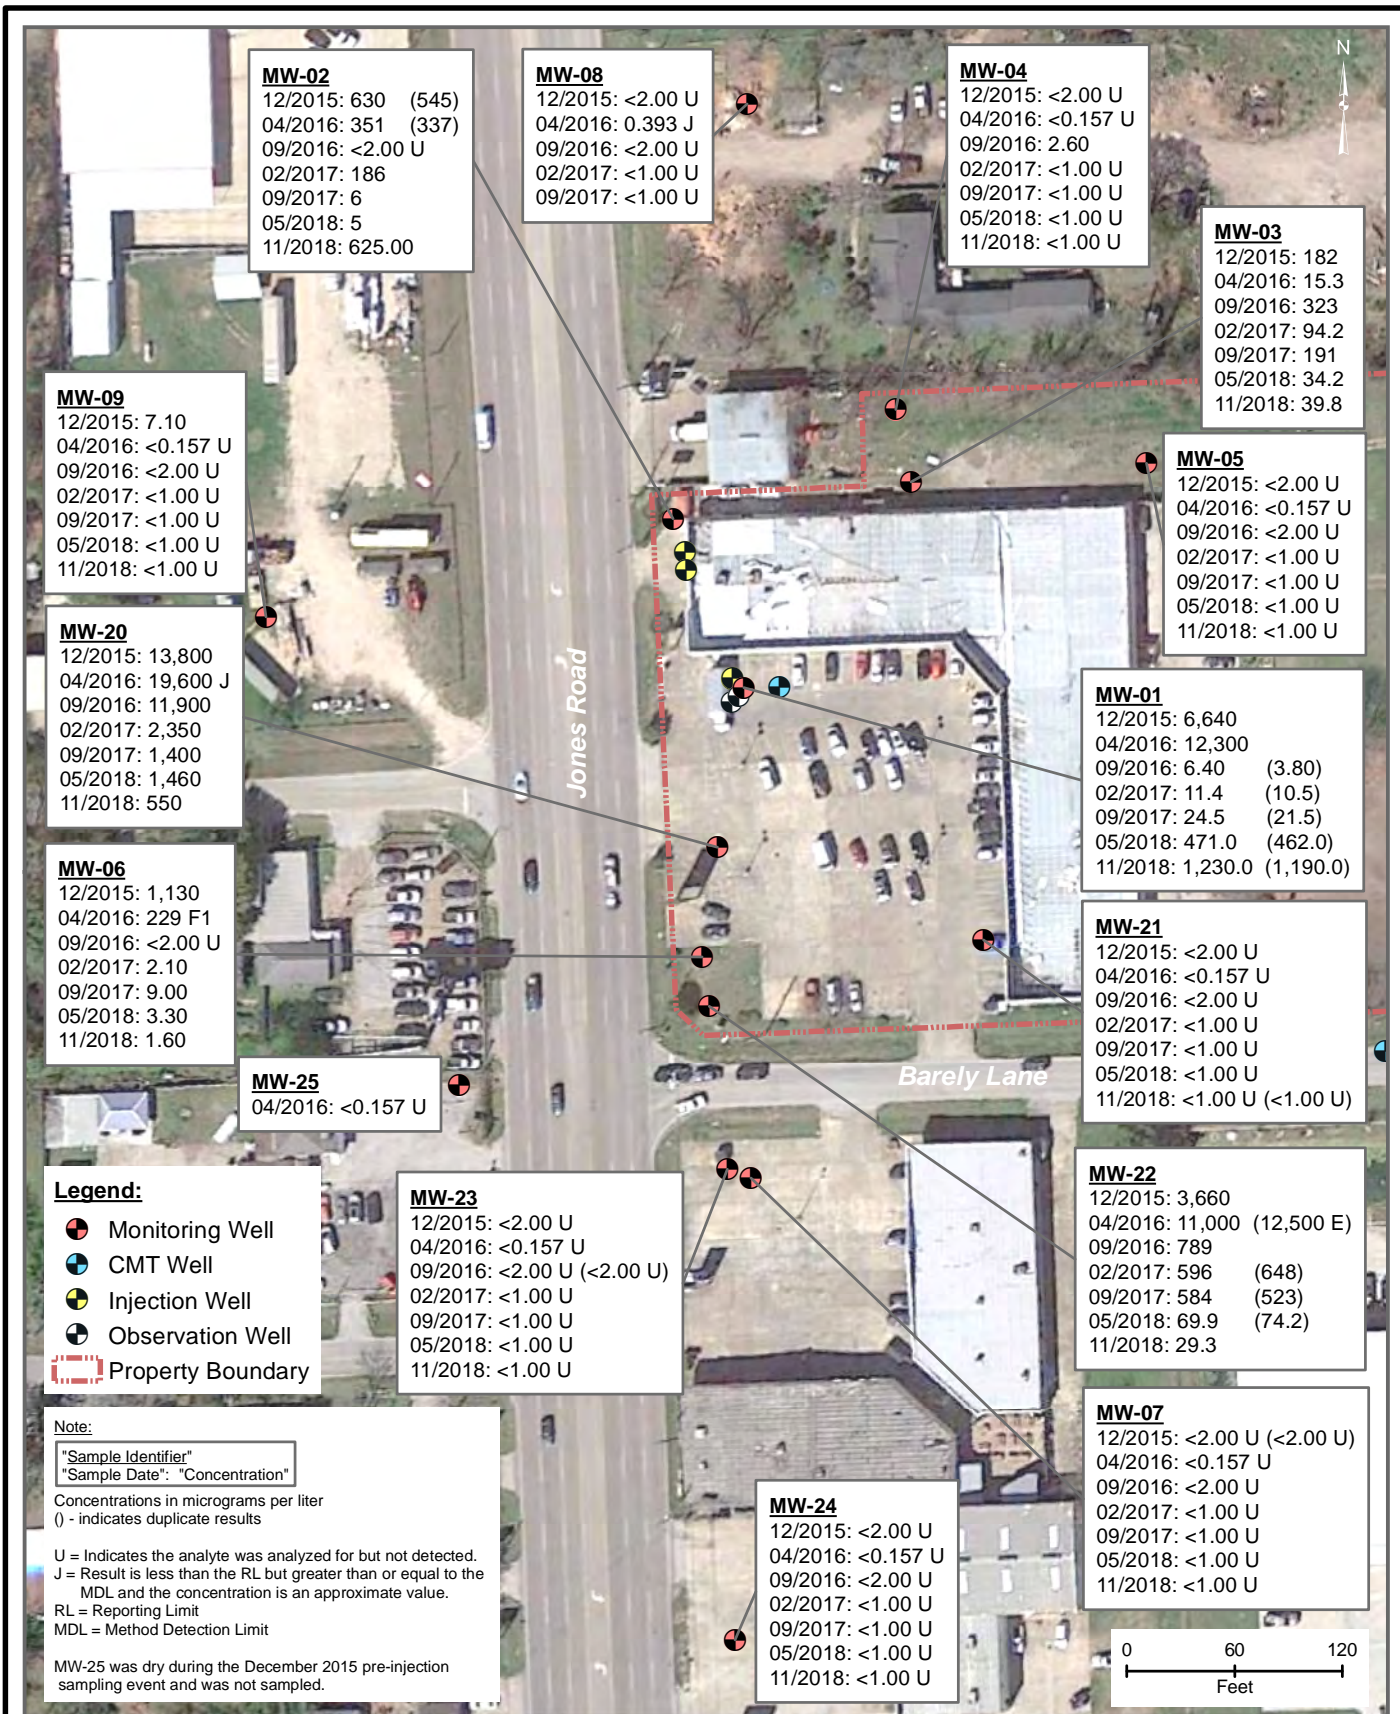 MW-02
12/2015: 630 (545)
04/2016: 351 (337)
09/2016: <2.00 U
02/2017: 186
09/2017: 6
05/2018: 5
11/2018: 625.00
MW-08
12/2015: <2.00 U
04/2016: 0.393 J
09/2016: <2.00 U
02/2017: <1.00 U
09/2017: <1.00 U
MW-04
12/2015: <2.00 U
04/2016: <0.157 U
09/2016: 2.60
02/2017: <1.00 U
09/2017: <1.00 U
05/2018: <1.00 U
11/2018: <1.00 U
N
MW-03
12/2015: 182
04/2016: 15.3
09/2016: 323
02/2017: 94.2
09/2017: 191
05/2018: 34.2
11/2018: 39.8
MW-09
12/2015: 7.10
04/2016: <0.157 U
09/2016: <2.00 U
02/2017: <1.00 U
09/2017: <1.00 U
05/2018: <1.00 U
11/2018: <1.00 U
MW-05
12/2015: <2.00 U
04/2016: <0.157 U
09/2016: <2.00 U
02/2017: <1.00 U
09/2017: <1.00 U
05/2018: <1.00 U
11/2018: <1.00 U
MW-20
12/2015: 13,800
04/2016: 19,600 J
09/2016: 11,900
02/2017: 2,350
09/2017: 1,400
05/2018: 1,460
11/2018: 550
Jones Road
MW-01
12/2015: 6,640
04/2016: 12,300
09/2016: 6.40 (3.80)
02/2017: 11.4 (10.5)
09/2017: 24.5 (21.5)
05/2018: 471.0 (462.0)
11/2018: 1,230.0 (1,190.0)
MW-06
12/2015: 1,130
04/2016: 229 F1
09/2016: <2.00 U
02/2017: 2.10
09/2017: 9.00
05/2018: 3.30
11/2018: 1.60
MW-21
12/2015: <2.00 U
04/2016: <0.157 U
09/2016: <2.00 U
02/2017: <1.00 U
09/2017: <1.00 U
05/2018: <1.00 U
11/2018: <1.00 U (<1.00 U)
MW-25
04/2016: <0.157 U
Barely Lane
MW-22
12/2015: 3,660
04/2016: 11,000 (12,500 E)
09/2016: 789
02/2017: 596 (648)
09/2017: 584 (523)
05/2018: 69.9 (74.2)
11/2018: 29.3
Legend:
Monitoring Well
CMT Well
Injection Well
Observation Well
Property Boundary
MW-23
12/2015: <2.00 U
04/2016: <0.157 U
09/2016: <2.00 U (<2.00 U)
02/2017: <1.00 U
09/2017: <1.00 U
05/2018: <1.00 U
11/2018: <1.00 U
MW-07
12/2015: <2.00 U (<2.00 U)
04/2016: <0.157 U
09/2016: <2.00 U
02/2017: <1.00 U
09/2017: <1.00 U
05/2018: <1.00 U
11/2018: <1.00 U
Note:
"Sample Identifier"
"Sample Date": "Concentration"
Concentrations in micrograms per liter
() - indicates duplicate results
U = Indicates the analyte was analyzed for but not detected.
J = Result is less than the RL but greater than or equal to the
MDL and the concentration is an approximate value.
RL = Reporting Limit
MDL = Method Detection Limit
MW-25 was dry during the December 2015 pre-injection
sampling event and was not sampled.
MW-24
12/2015: <2.00 U
04/2016: <0.157 U
09/2016: <2.00 U
02/2017: <1.00 U
09/2017: <1.00 U
05/2018: <1.00 U
11/2018: <1.00 U
0 60 120
Feet